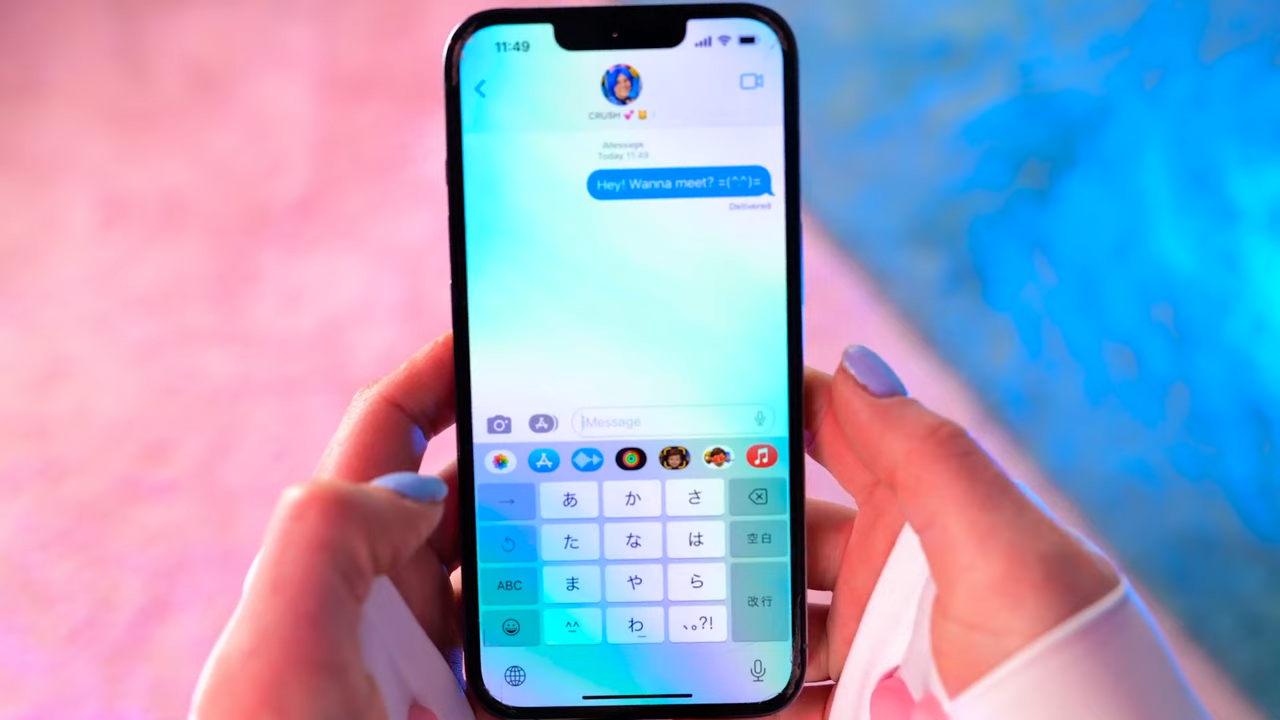 11:49
CRUSH 💕 😸
iMessage
Today 11:49
Hey! Wanna meet? =(^^)=
Delivered
Message
→ あ か さ
た な は 空白
ABC ま や ら 改行
^^ わ_ 、。?!